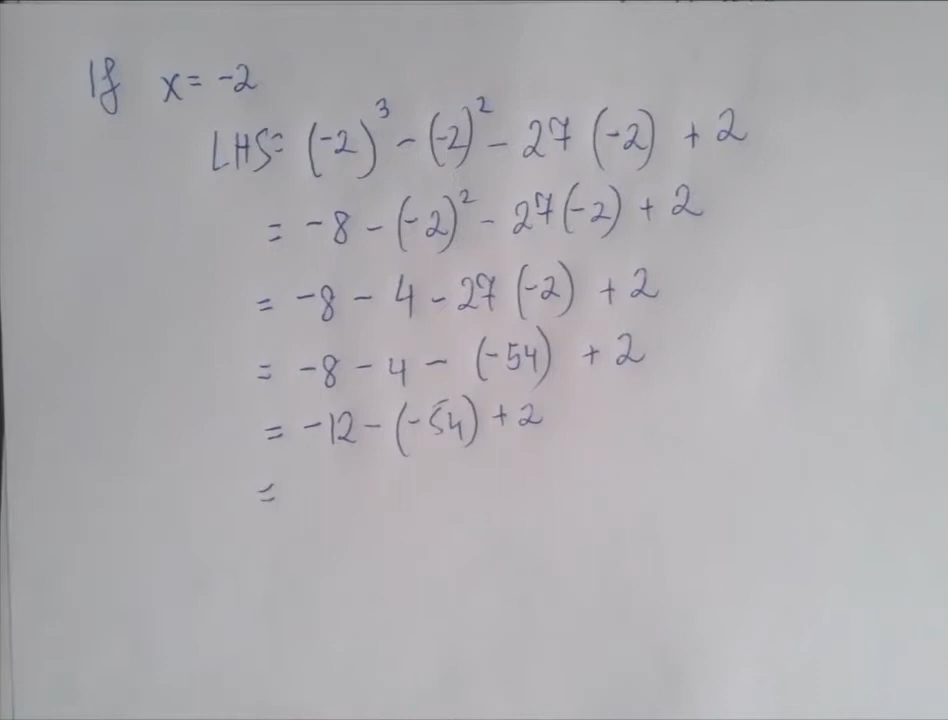 If x = -2
LHS = (-2)³ - (-2)² - 27 (-2) + 2
= -8 - (-2)² - 27 (-2) + 2
= -8 - 4 - 27 (-2) + 2
= -8 - 4 - (-54) + 2
= -12 - (-54) + 2
=